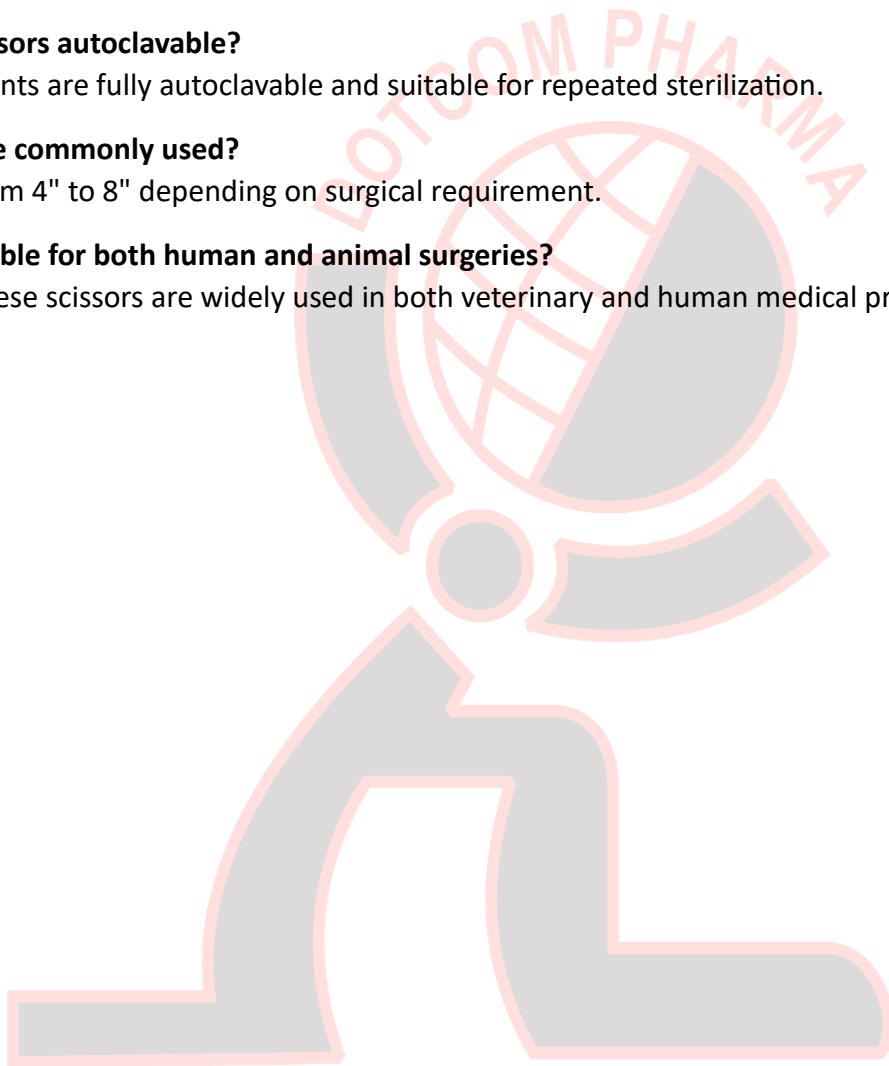 sors autoclavable?
nts are fully autoclavable and suitable for repeated sterilization.
e commonly used?
m 4" to 8" depending on surgical requirement.
ble for both human and animal surgeries?
ese scissors are widely used in both veterinary and human medical pr
DOTCOM PHARMA